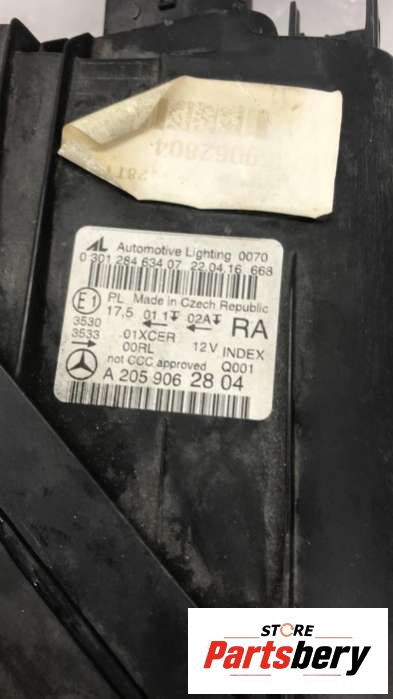 9062804
Automotive Lighting 0070
0 301 284 634 07 22.04.16 668
E1 PL Made in Czech Republic
17,5 01 1 02A RA
3530
3533 01XCER 12V INDEX
00RL Q001
not CCC approved
A 205 906 28 04
STORE
Partsbery